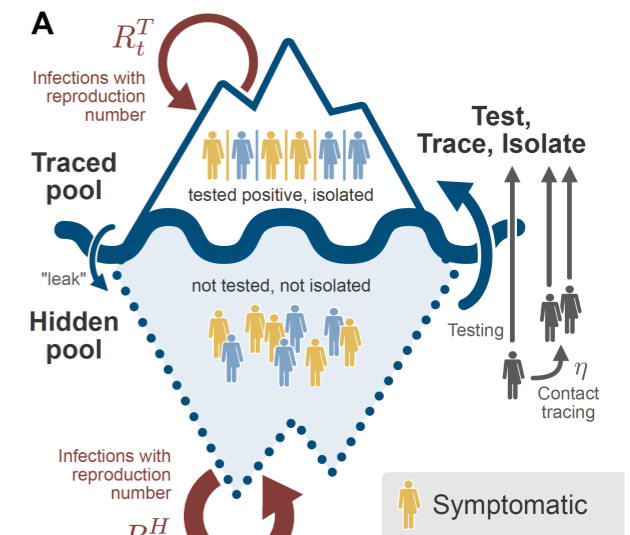 A
R_t^T
Infections with
reproduction
number
Test,
Trace, Isolate
Traced
pool
tested positive, isolated
"leak"
not tested, not isolated
Hidden
pool
Testing
η
Contact
tracing
Infections with
reproduction
number
R^H
Symptomatic